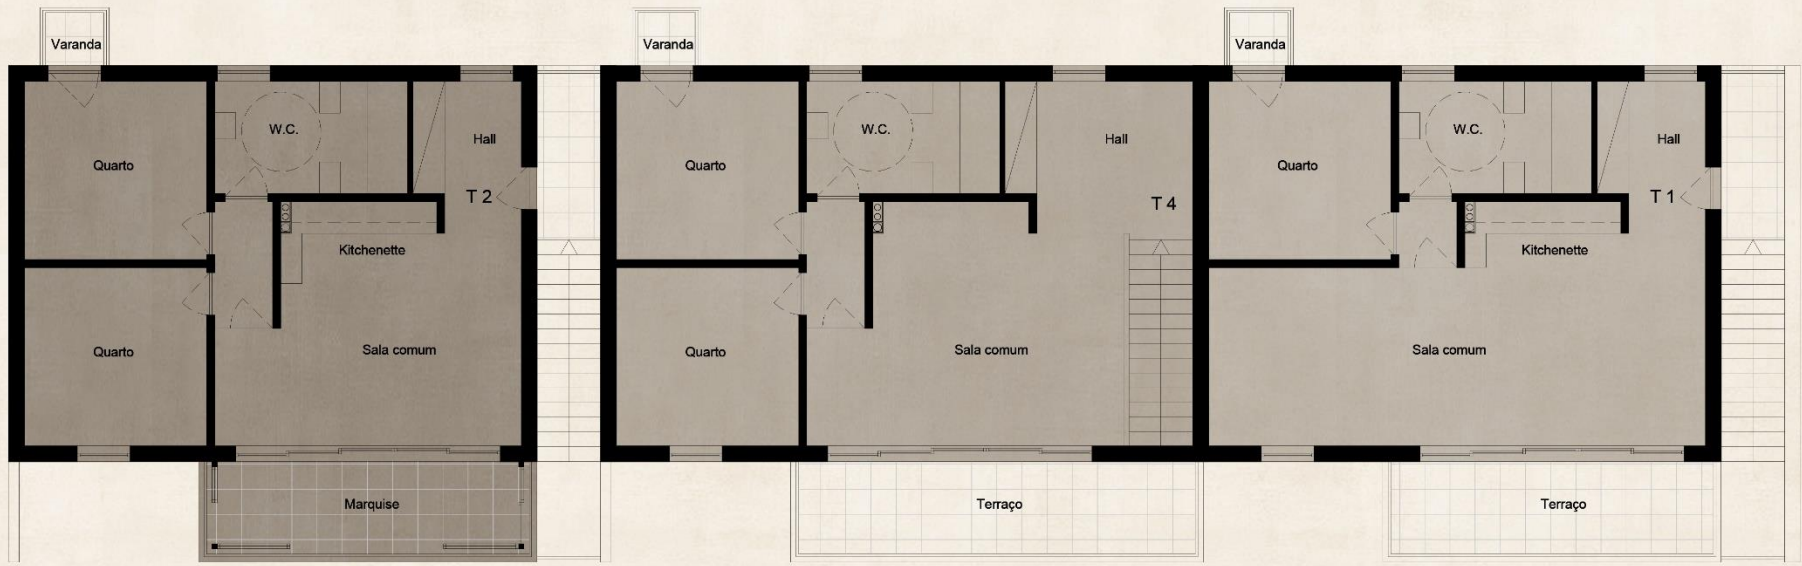 Varanda
Varanda
Varanda
W.C.
W.C.
W.C.
Hall
Hall
Hall
Quarto
Quarto
Quarto
T 2
T 4
T 1
Kitchenette
Kitchenette
Quarto
Sala comum
Quarto
Sala comum
Sala comum
Marquise
Terraço
Terraço